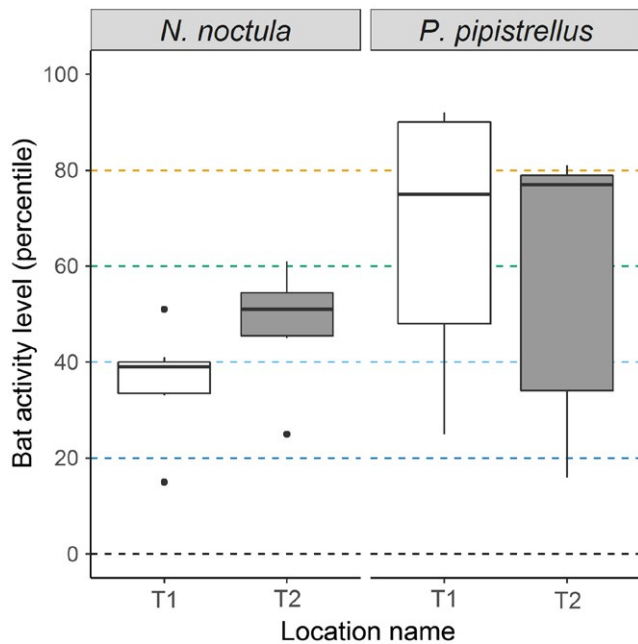 N. noctula P. pipistrellus
Bat activity level (percentile)
100
80
60
40
20
0
T1 T2 T1 T2
Location name